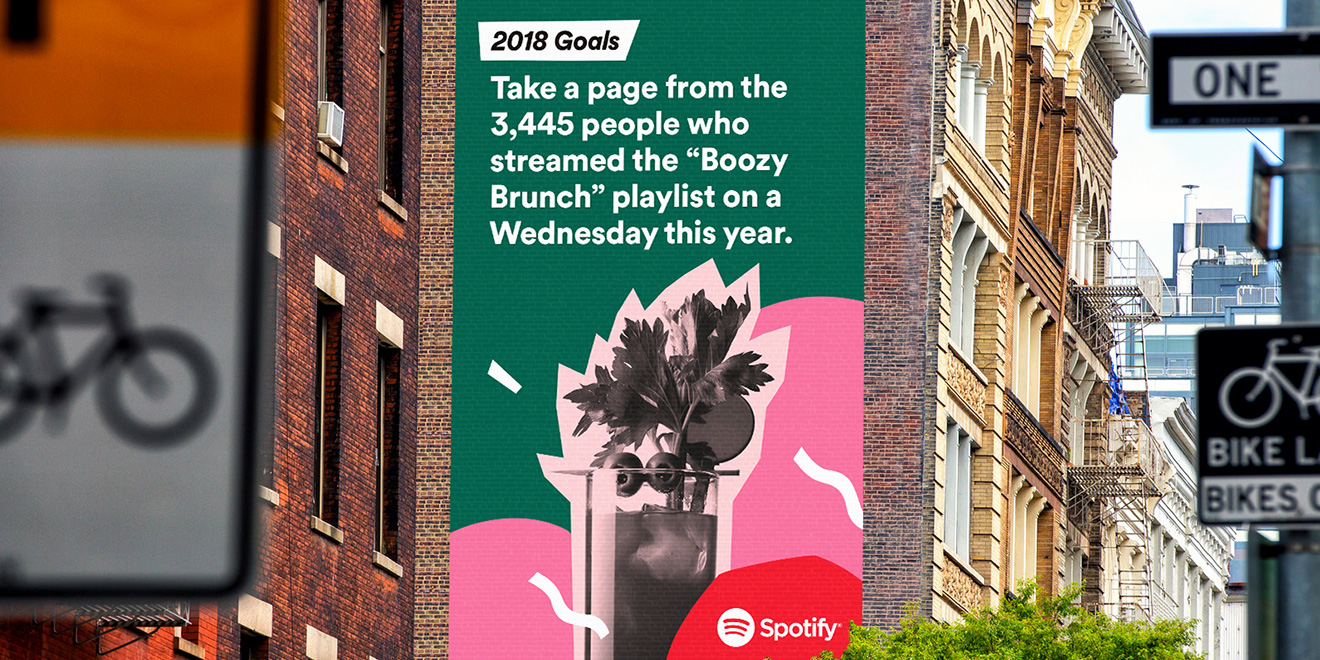 2018 Goals
Take a page from the
3,445 people who
streamed the “Boozy
Brunch” playlist on a
Wednesday this year.
Spotify
ONE
BIKE
BIKES